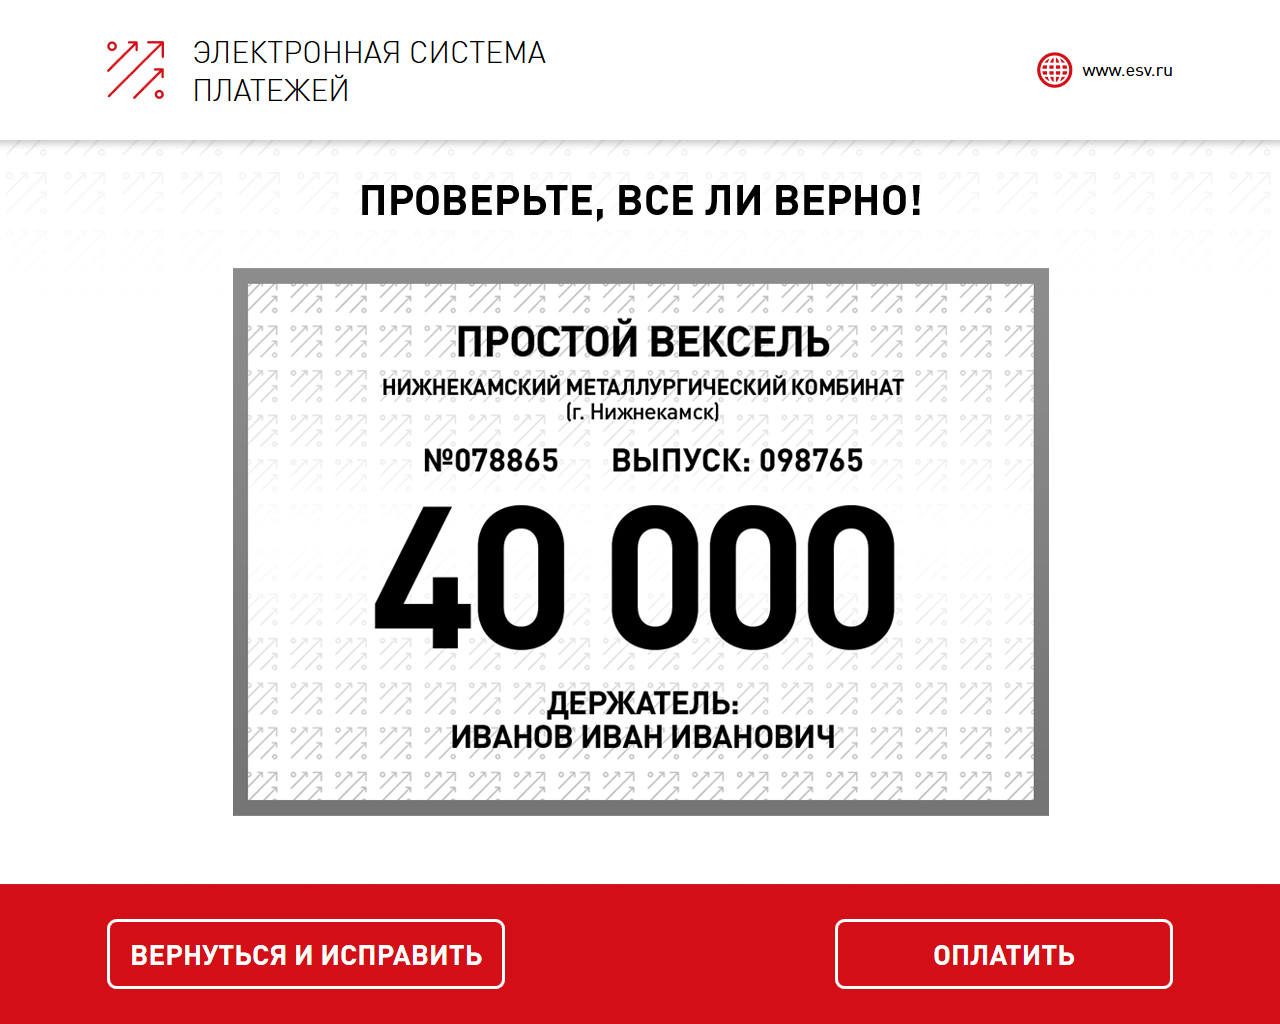 ЭЛЕКТРОННАЯ СИСТЕМА
ПЛАТЕЖЕЙ
www.esv.ru
ПРОВЕРЬТЕ, ВСЕ ЛИ ВЕРНО!
ПРОСТОЙ ВЕКСЕЛЬ
НИЖНЕКАМСКИЙ МЕТАЛЛУРГИЧЕСКИЙ КОМБИНАТ
(г. Нижнекамск)
№078865 ВЫПУСК: 098765
40 000
ДЕРЖАТЕЛЬ:
ИВАНОВ ИВАН ИВАНОВИЧ
ВЕРНУТЬСЯ И ИСПРАВИТЬ
ОПЛАТИТЬ